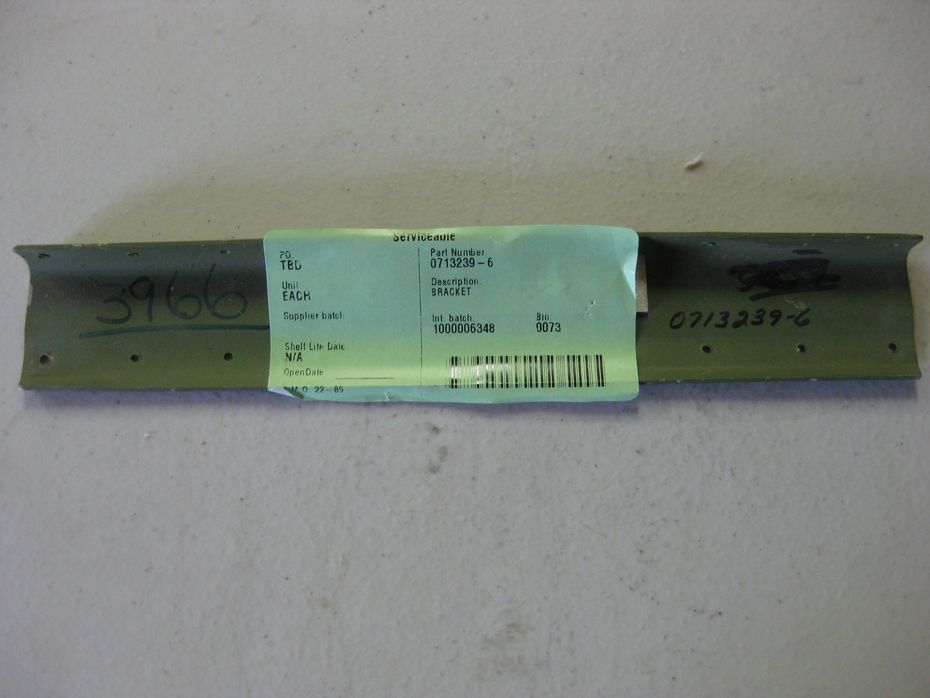 3966
Serviceable
PO.
TBD
Unit
EACH
Supplier batch:
Shelf Life Date
N/A
Open Date
Part Number
0713239-6
Description:
BRACKET
Int. batch:
1000006348
Bin:
0073
0713239-6